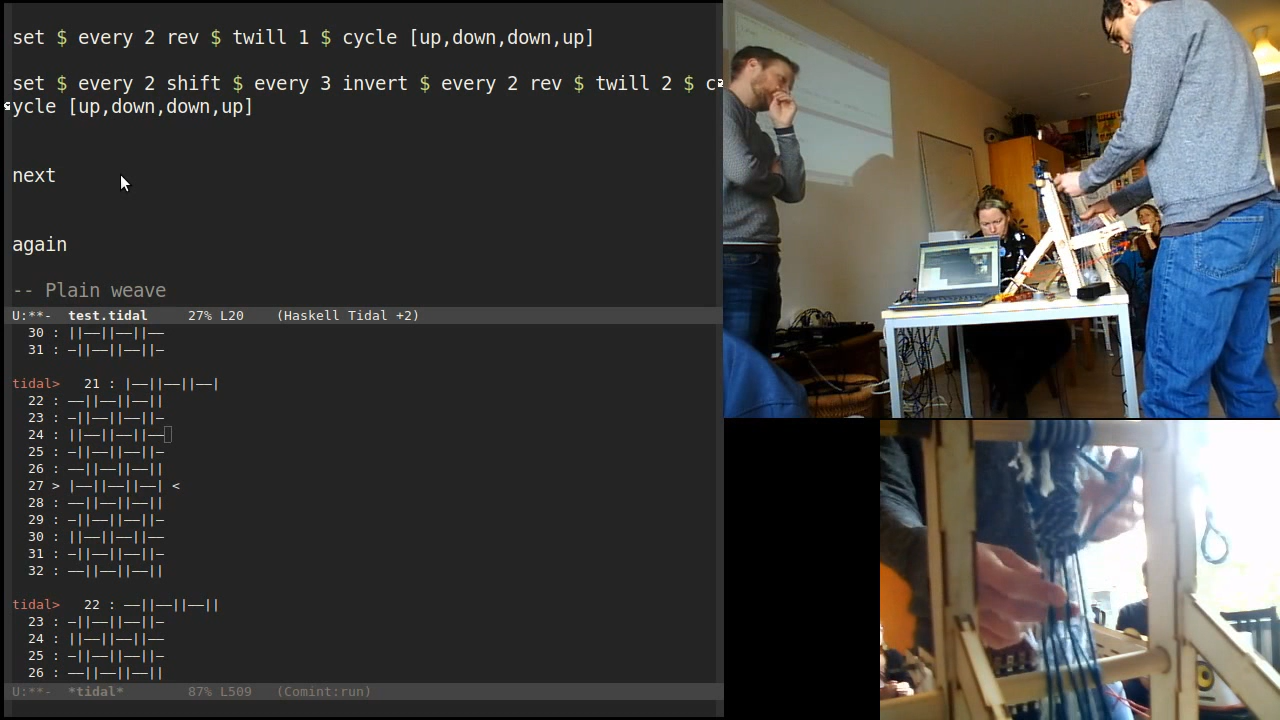 set $ every 2 rev $ twill 1 $ cycle [up,down,down,up]
set $ every 2 shift $ every 3 invert $ every 2 rev $ twill 2 $ c
ycle [up,down,down,up]
next
again
-- Plain weave
U:**-  test.tidal     27% L20    (Haskell Tidal +2)
30 : ||——||——||——
31 : —||——||——||—
tidal>   21 : |——||——||——|
22 : ——||——||——||
23 : —||——||——||—
24 : ||——||——||——
25 : —||——||——||—
26 : ——||——||——||
27 > |——||——||——| <
28 : ——||——||——||
29 : —||——||——||—
30 : ||——||——||——
31 : —||——||——||—
32 : ——||——||——||
tidal>   22 : ——||——||——||
23 : —||——||——||—
24 : ||——||——||——
25 : —||——||——||—
26 : ——||——||——||
U:**-  *tidal*        87% L509   (Comint:run)